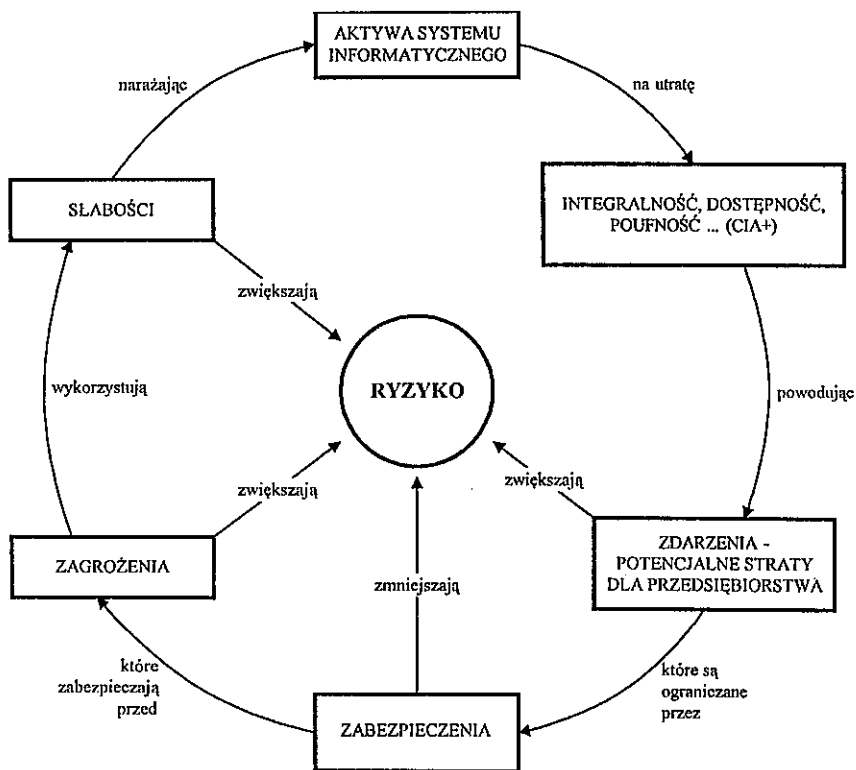 AKTYWA SYSTEMU
INFORMATYCZNEGO
narażając
na utratę
SŁABOŚCI
INTEGRALNOŚĆ, DOSTĘPNOŚĆ,
POUFNOŚĆ ... (CIA+)
zwiększają
RYZYKO
wykorzystują
powodując
zwiększają
zwiększają
ZAGROŻENIA
ZDARZENIA -
POTENCJALNE STRATY
DLA PRZEDSIĘBIORSTWA
zmniejszają
które
zabezpieczają
przed
które są
ograniczane
przez
ZABEZPIECZENIA